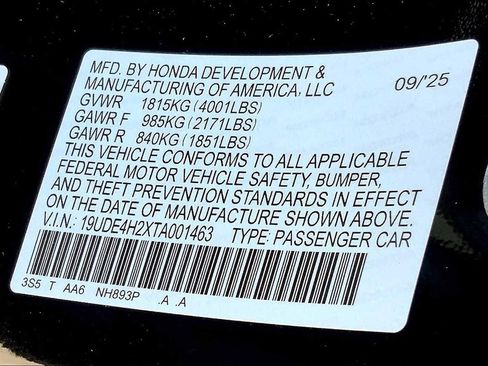 MFD. BY HONDA DEVELOPMENT &
MANUFACTURING OF AMERICA, LLC 09/'25
GVWR 1815KG (4001LBS)
GAWR F 985KG (2171LBS)
GAWR R 840KG (1851LBS)
THIS VEHICLE CONFORMS TO ALL APPLICABLE
FEDERAL MOTOR VEHICLE SAFETY, BUMPER,
AND THEFT PREVENTION STANDARDS IN EFFECT
ON THE DATE OF MANUFACTURE SHOWN ABOVE.
V.I.N.: 19UDE4H2XTA001463 TYPE: PASSENGER CAR
3S5 T AA6 NH893P .A .A